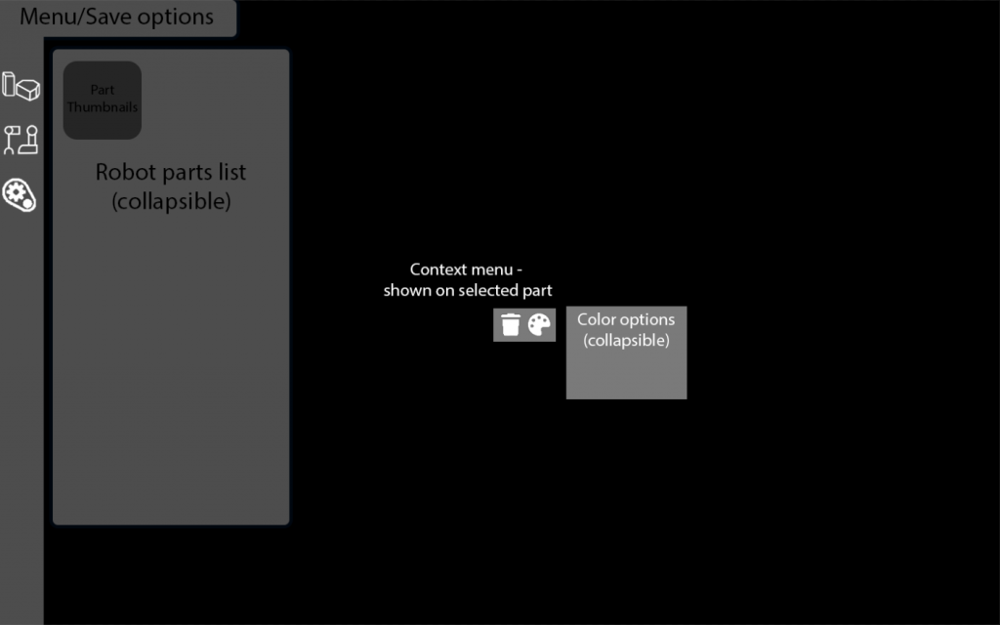 Menu/Save options
Part
Thumbnails
Robot parts list
(collapsible)
Context menu -
shown on selected part
Color options
(collapsible)